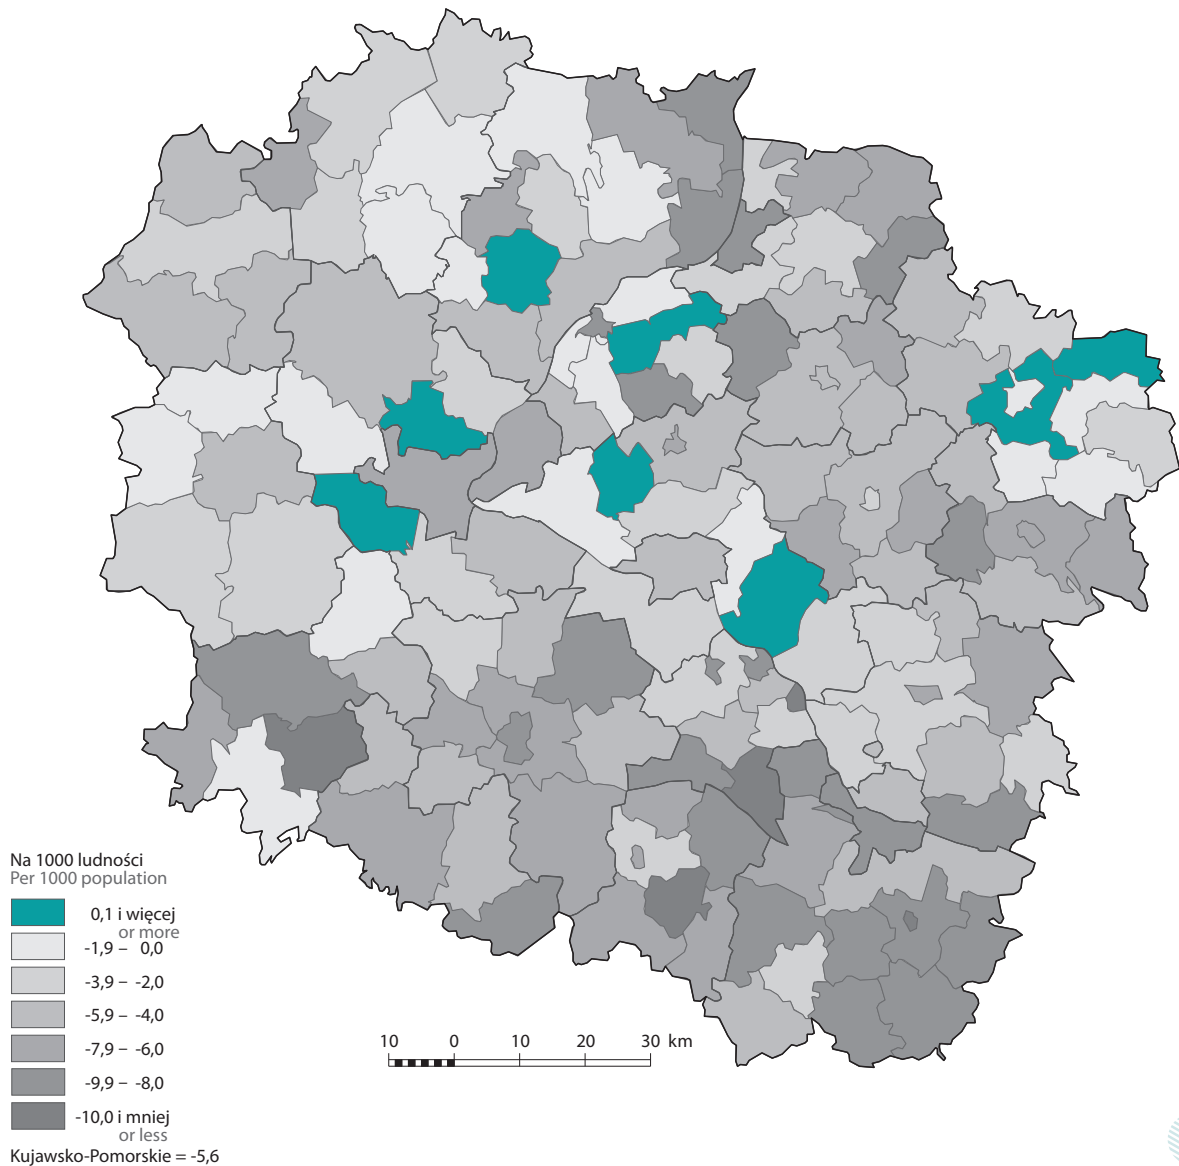 Na 1000 ludności
Per 1000 population
0,1 i więcej
or more
-1,9 – 0,0
-3,9 – -2,0
-5,9 – -4,0
-7,9 – -6,0
-9,9 – -8,0
-10,0 i mniej
or less
Kujawsko-Pomorskie = -5,6
10 0 10 20 30 km